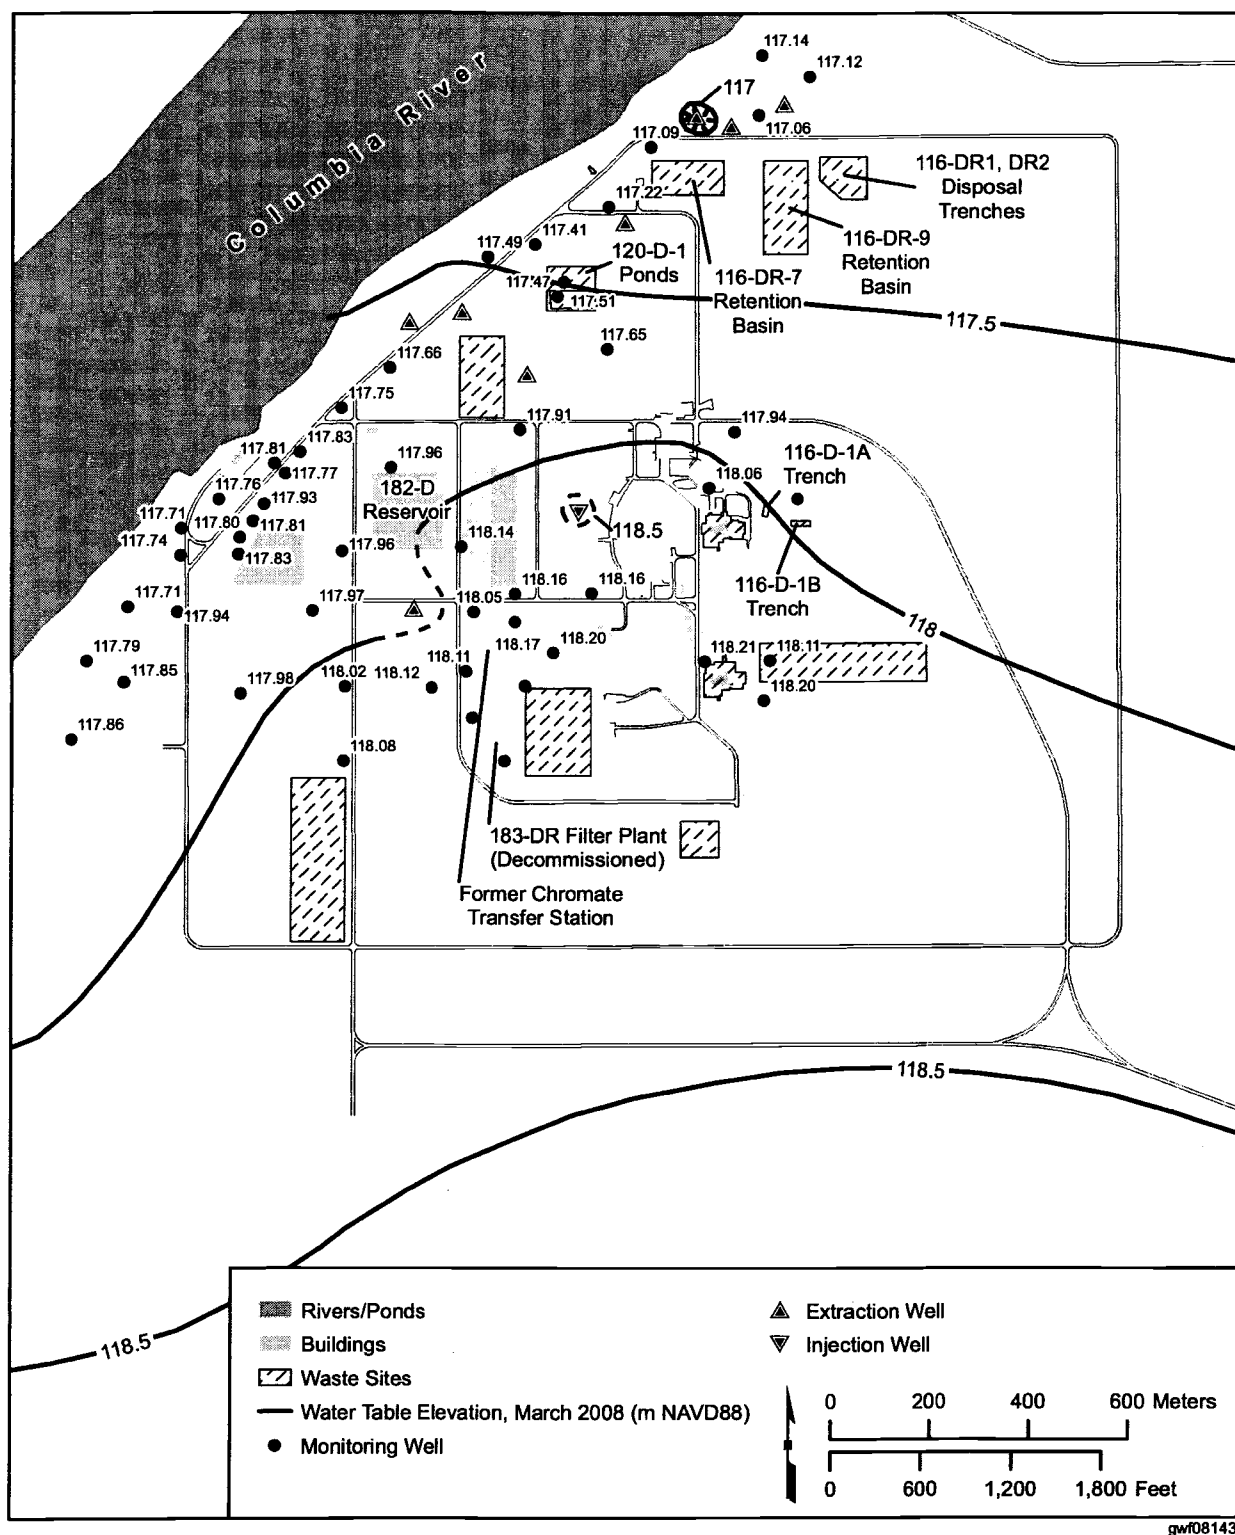 117.14
117.12
117
117.06
117.09
Columbia River
116-DR1, DR2
Disposal
Trenches
117.22
117.41
117.49
120-D-1
Ponds
116-DR-9
Retention
Basin
116-DR-7
Retention
Basin
117.47
117.51
117.5
117.65
117.66
117.75
117.91
117.94
117.83
117.81
117.77
117.96
116-D-1A
Trench
118.06
117.76
117.93
182-D
Reservoir
117.71
117.80
117.81
118.5
118.14
117.74
117.83
117.96
116-D-1B
Trench
118.16
118.16
117.71
117.94
117.97
118.05
118
118.17
118.20
117.79
118.21
118.11
117.85
117.98
118.02
118.12
118.11
118.20
117.86
118.08
183-DR Filter Plant
(Decommissioned)
Former Chromate
Transfer Station
118.5
118.5
Rivers/Ponds
Buildings
Waste Sites
Water Table Elevation, March 2008 (m NAVD88)
Monitoring Well
Extraction Well
Injection Well
0 200 400 600 Meters
0 600 1,200 1,800 Feet
gwf08143